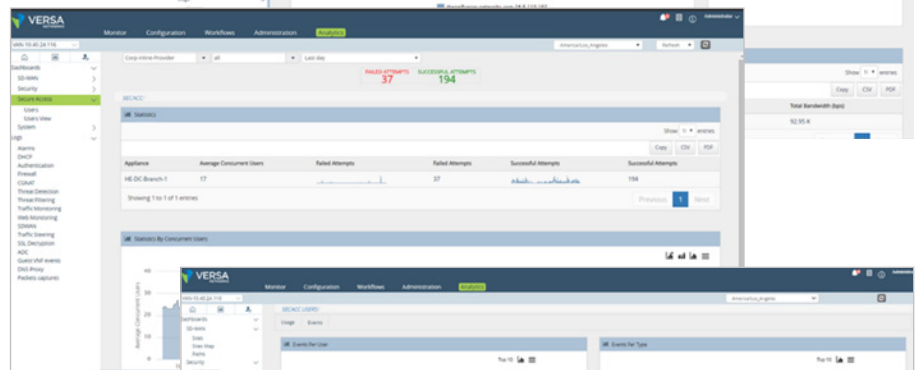 VERSA
NETWORKS
Administrator
Monitor Configuration Workflows Administration Analytics
VAN-10.40.24.116
America/Los_Angeles Refresh
Dashboards
SD-WAN
Security
Secure Access
Users
Users View
System
Logs
Alarms
DHCP
Authentication
Firewall
CGNAT
Threat Detection
Threat Filtering
Traffic Monitoring
Web Monitoring
SDWAN
Traffic Steering
SSL Decryption
ADC
Guest VNF events
DNS Proxy
Packets captures
Corp-Inline-Provider all Last day
FAILED ATTEMPTS SUCCESSFUL ATTEMPTS
37 194
SECACC
Statistics
Show entries
Copy CSV PDF
Appliance Average Concurrent Users Failed Attempts Failed Attempts Successful Attempts Successful Attempts
HE-DC-Branch-1 17 37 194
Showing 1 to 1 of 1 entries
Previous 1 Next
Statistics By Concurrent Users
Average Concurrent Users
40
30
20
10
0
Show entries
Copy CSV PDF
Total Bandwidth (bps)
92.95 K
VERSA
NETWORKS
Monitor Configuration Workflows Administration Analytics
VAN-10.40.24.116
America/Los_Angeles
Dashboards
SD-WAN
Sites
Sites Map
Paths
Security
SECACC USERS
Usage Events
Events Per User
Top 10
Events Per Type
Top 10